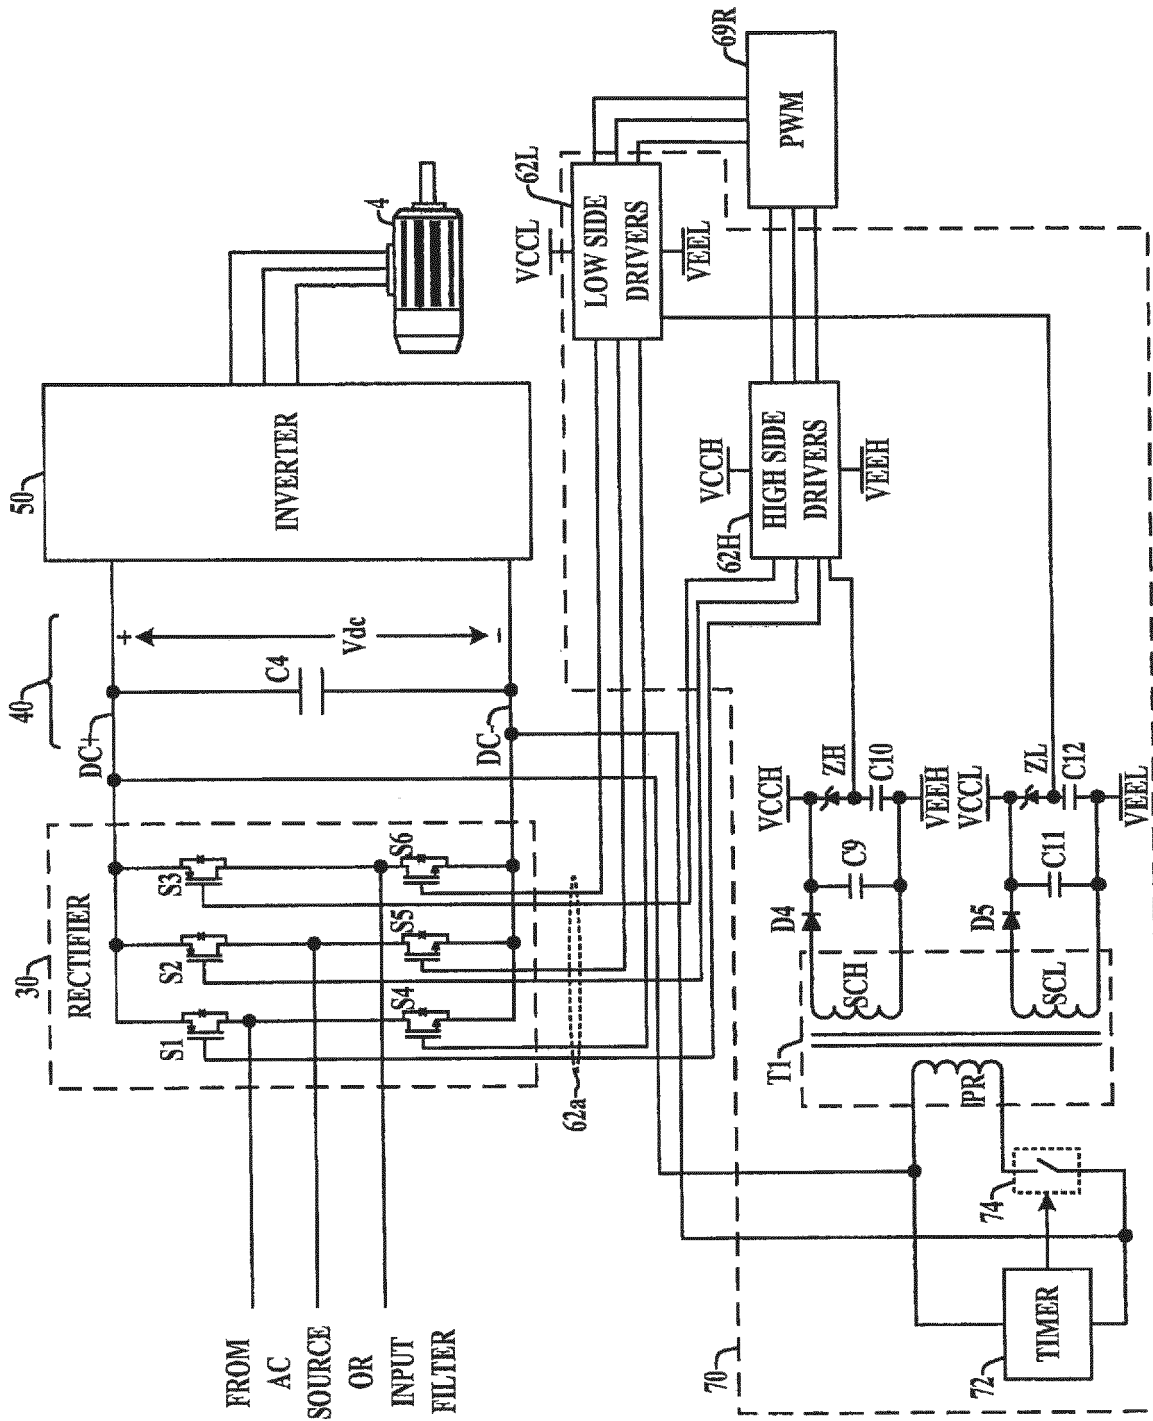 30
RECTIFIER
S1
S2
S3
S4
S5
S6
FROM
AC
SOURCE
OR
INPUT
FILTER
DC+
DC-
40
+
Vdc
-
C4
50
INVERTER
4
62a
VCCL
62L
LOW SIDE
DRIVERS
VEEL
69R
PWM
VCCH
62H
HIGH SIDE
DRIVERS
VEEH
70
72
TIMER
74
T1
PR
SCH
SCL
D4
C9
VCCH
ZH
C10
VEEH
D5
C11
VCCL
ZL
C12
VEEL